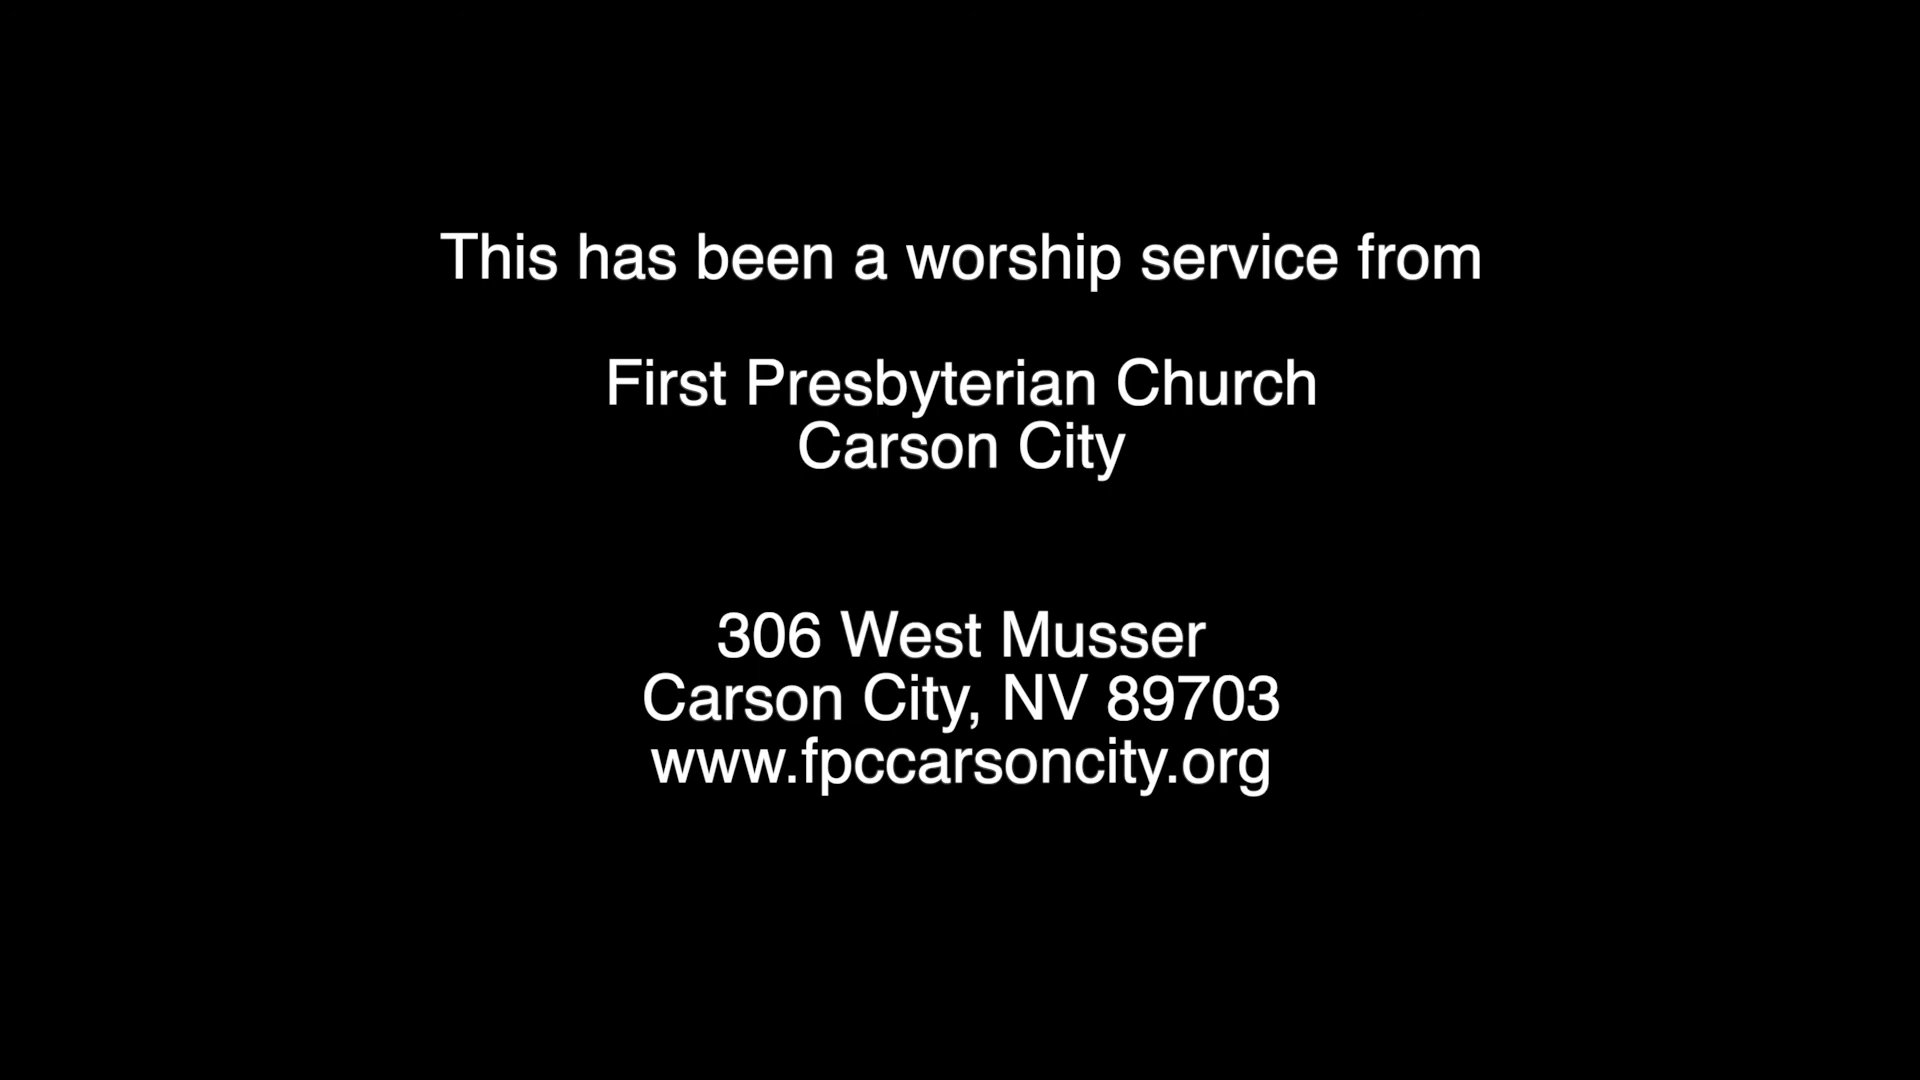 This has been a worship service from
First Presbyterian Church
Carson City
306 West Musser
Carson City, NV 89703
www.fpccarsoncity.org